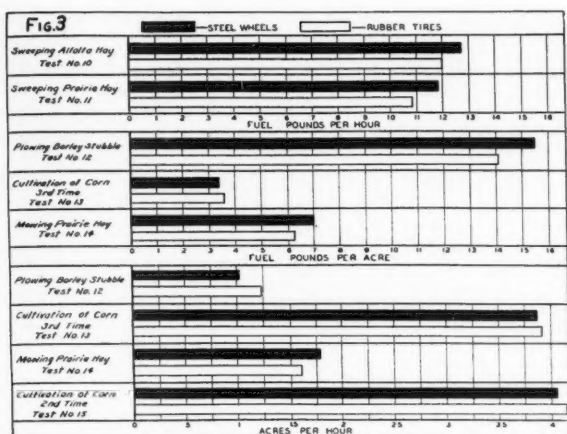 FIG.3
STEEL WHEELS
RUBBER TIRES
Sweeping Alfalfa Hay
Test No. 10
Sweeping Prairie Hay
Test No. 11
0 1 2 3 4 5 6 7 8 9 10 11 12 13 14 15 16
FUEL POUNDS PER HOUR
Plowing Barley Stubble
Test No. 12
Cultivation of Corn
3rd Time
Test No. 13
Mowing Prairie Hay
Test No. 14
0 1 2 3 4 5 6 7 8 9 10 11 12 13 14 15 16
FUEL POUNDS PER ACRE
Plowing Barley Stubble
Test No. 12
Cultivation of Corn
3rd Time
Test No. 13
Mowing Prairie Hay
Test No. 14
Cultivation of Corn
2nd Time
Test No. 15
0 .5 1 1.5 2 2.5 3 3.5 4
ACRES PER HOUR